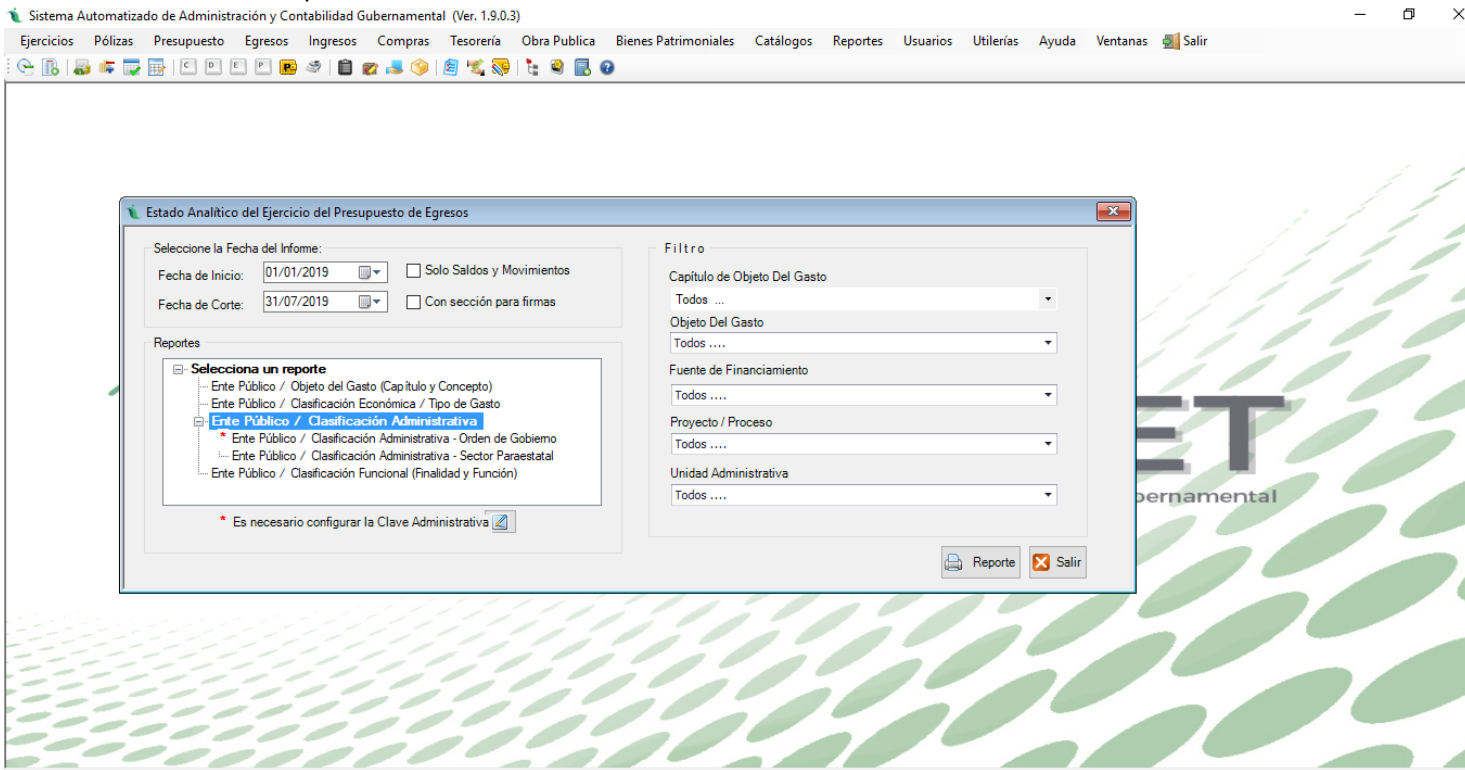 Sistema Automatizado de Administración y Contabilidad Gubernamental (Ver. 1.9.0.3)
Ejercicios Pólizas Presupuesto Egresos Ingresos Compras Tesorería Obra Publica Bienes Patrimoniales Catálogos Reportes Usuarios Utilerías Ayuda Ventanas Salir
C D E P P
Estado Analítico del Ejercicio del Presupuesto de Egresos
Seleccione la Fecha del Informe:
Fecha de Inicio: 01/01/2019 Solo Saldos y Movimientos
Fecha de Corte: 31/07/2019 Con sección para firmas
Reportes
Selecciona un reporte
Ente Público / Objeto del Gasto (Capítulo y Concepto)
Ente Público / Clasificación Económica / Tipo de Gasto
Ente Público / Clasificación Administrativa
* Ente Público / Clasificación Administrativa - Orden de Gobierno
Ente Público / Clasificación Administrativa - Sector Paraestatal
Ente Público / Clasificación Funcional (Finalidad y Función)
* Es necesario configurar la Clave Administrativa
Filtro
Capítulo de Objeto Del Gasto
Todos ...
Objeto Del Gasto
Todos ....
Fuente de Financiamiento
Todos ....
Proyecto / Proceso
Todos ....
Unidad Administrativa
Todos ....
Reporte Salir
ET
bernamental